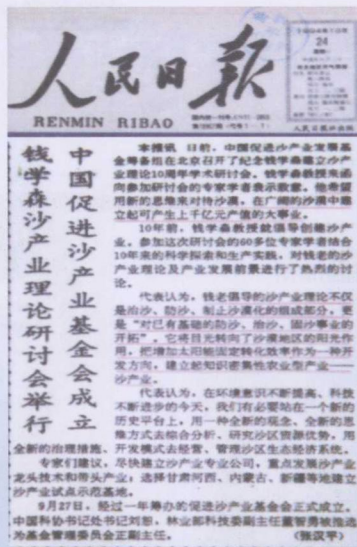 人民日报
RENMIN RIBAO
24
中国促进沙产业基金会成立
钱学森沙产业理论研讨会举行
本报讯 日前，中国促进沙产业发展基
金筹备组在北京召开了纪念钱学森建立沙产
业理论10周年学术研讨会。钱学森教授来函
向参加研讨会的专家学者表示敬意。他希望
用新的思维来对待沙漠，在广阔的沙漠中建
立起可产生上千亿元产值的大事业。
10年前，钱学森教授就倡导创建沙产
业，参加这次研讨会的60多位专家学者结合
10年来的科学探索和生产实践，对钱老的沙
产业理论及产业发展前景进行了热烈的讨
论。
代表认为，钱老倡导的沙产业理论不仅
是治沙、防沙、制止沙漠化的组成部分，更
是“对已有基础的防沙、治沙、固沙事业的
开拓”。它将目光转向了沙漠地区的阳光作
用，把增加太阳能固定转化效率作为一种开
发方向，建立起知识密集型农业型产业——
沙产业。
代表认为，在环境意识不断提高、科技
不断进步的今天，我们有必要站在一个新的
历史平台上，用一种全新的观念、全新的思
维方式去综合分析、研究沙区资源优势，用
全新的治理措施、开发模式去经营、管理沙区生态经济系统。
专家们建议，尽快建立沙产业专业公司，重点发展沙产业
龙头技术和带头产业；选择甘肃河西、内蒙古、新疆等地建立
沙产业试点示范基地。
9月27日，经过一年筹办的促进沙产业基金会正式成立。
中国科协书记处书记刘恕，林业部科技委副主任董智勇被推选
为基金管理委员会正副主任。 （张汉平）